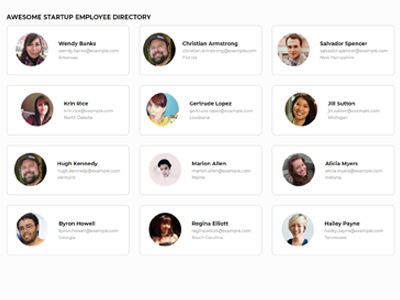 AWESOME STARTUP EMPLOYEE DIRECTORY
Wendy Banks
wendy.banks@example.com
Arkansas
Christian Armstrong
christian.armstrong@example.com
Florida
Salvador Spencer
salvador.spencer@example.com
New Hampshire
Krin Rice
krin.rice@example.com
North Dakota
Gertrude Lopez
gertrude.lopez@example.com
Louisiana
Jill Sutton
jill.sutton@example.com
Michigan
Hugh Kennedy
hugh.kennedy@example.com
Vermont
Marion Allen
marion.allen@example.com
Maine
Alicia Myers
alicia.myers@example.com
Indiana
Byron Howell
byron.howell@example.com
Georgia
Regina Elliott
regina.elliott@example.com
South Carolina
Hailey Payne
hailey.payne@example.com
Tennessee